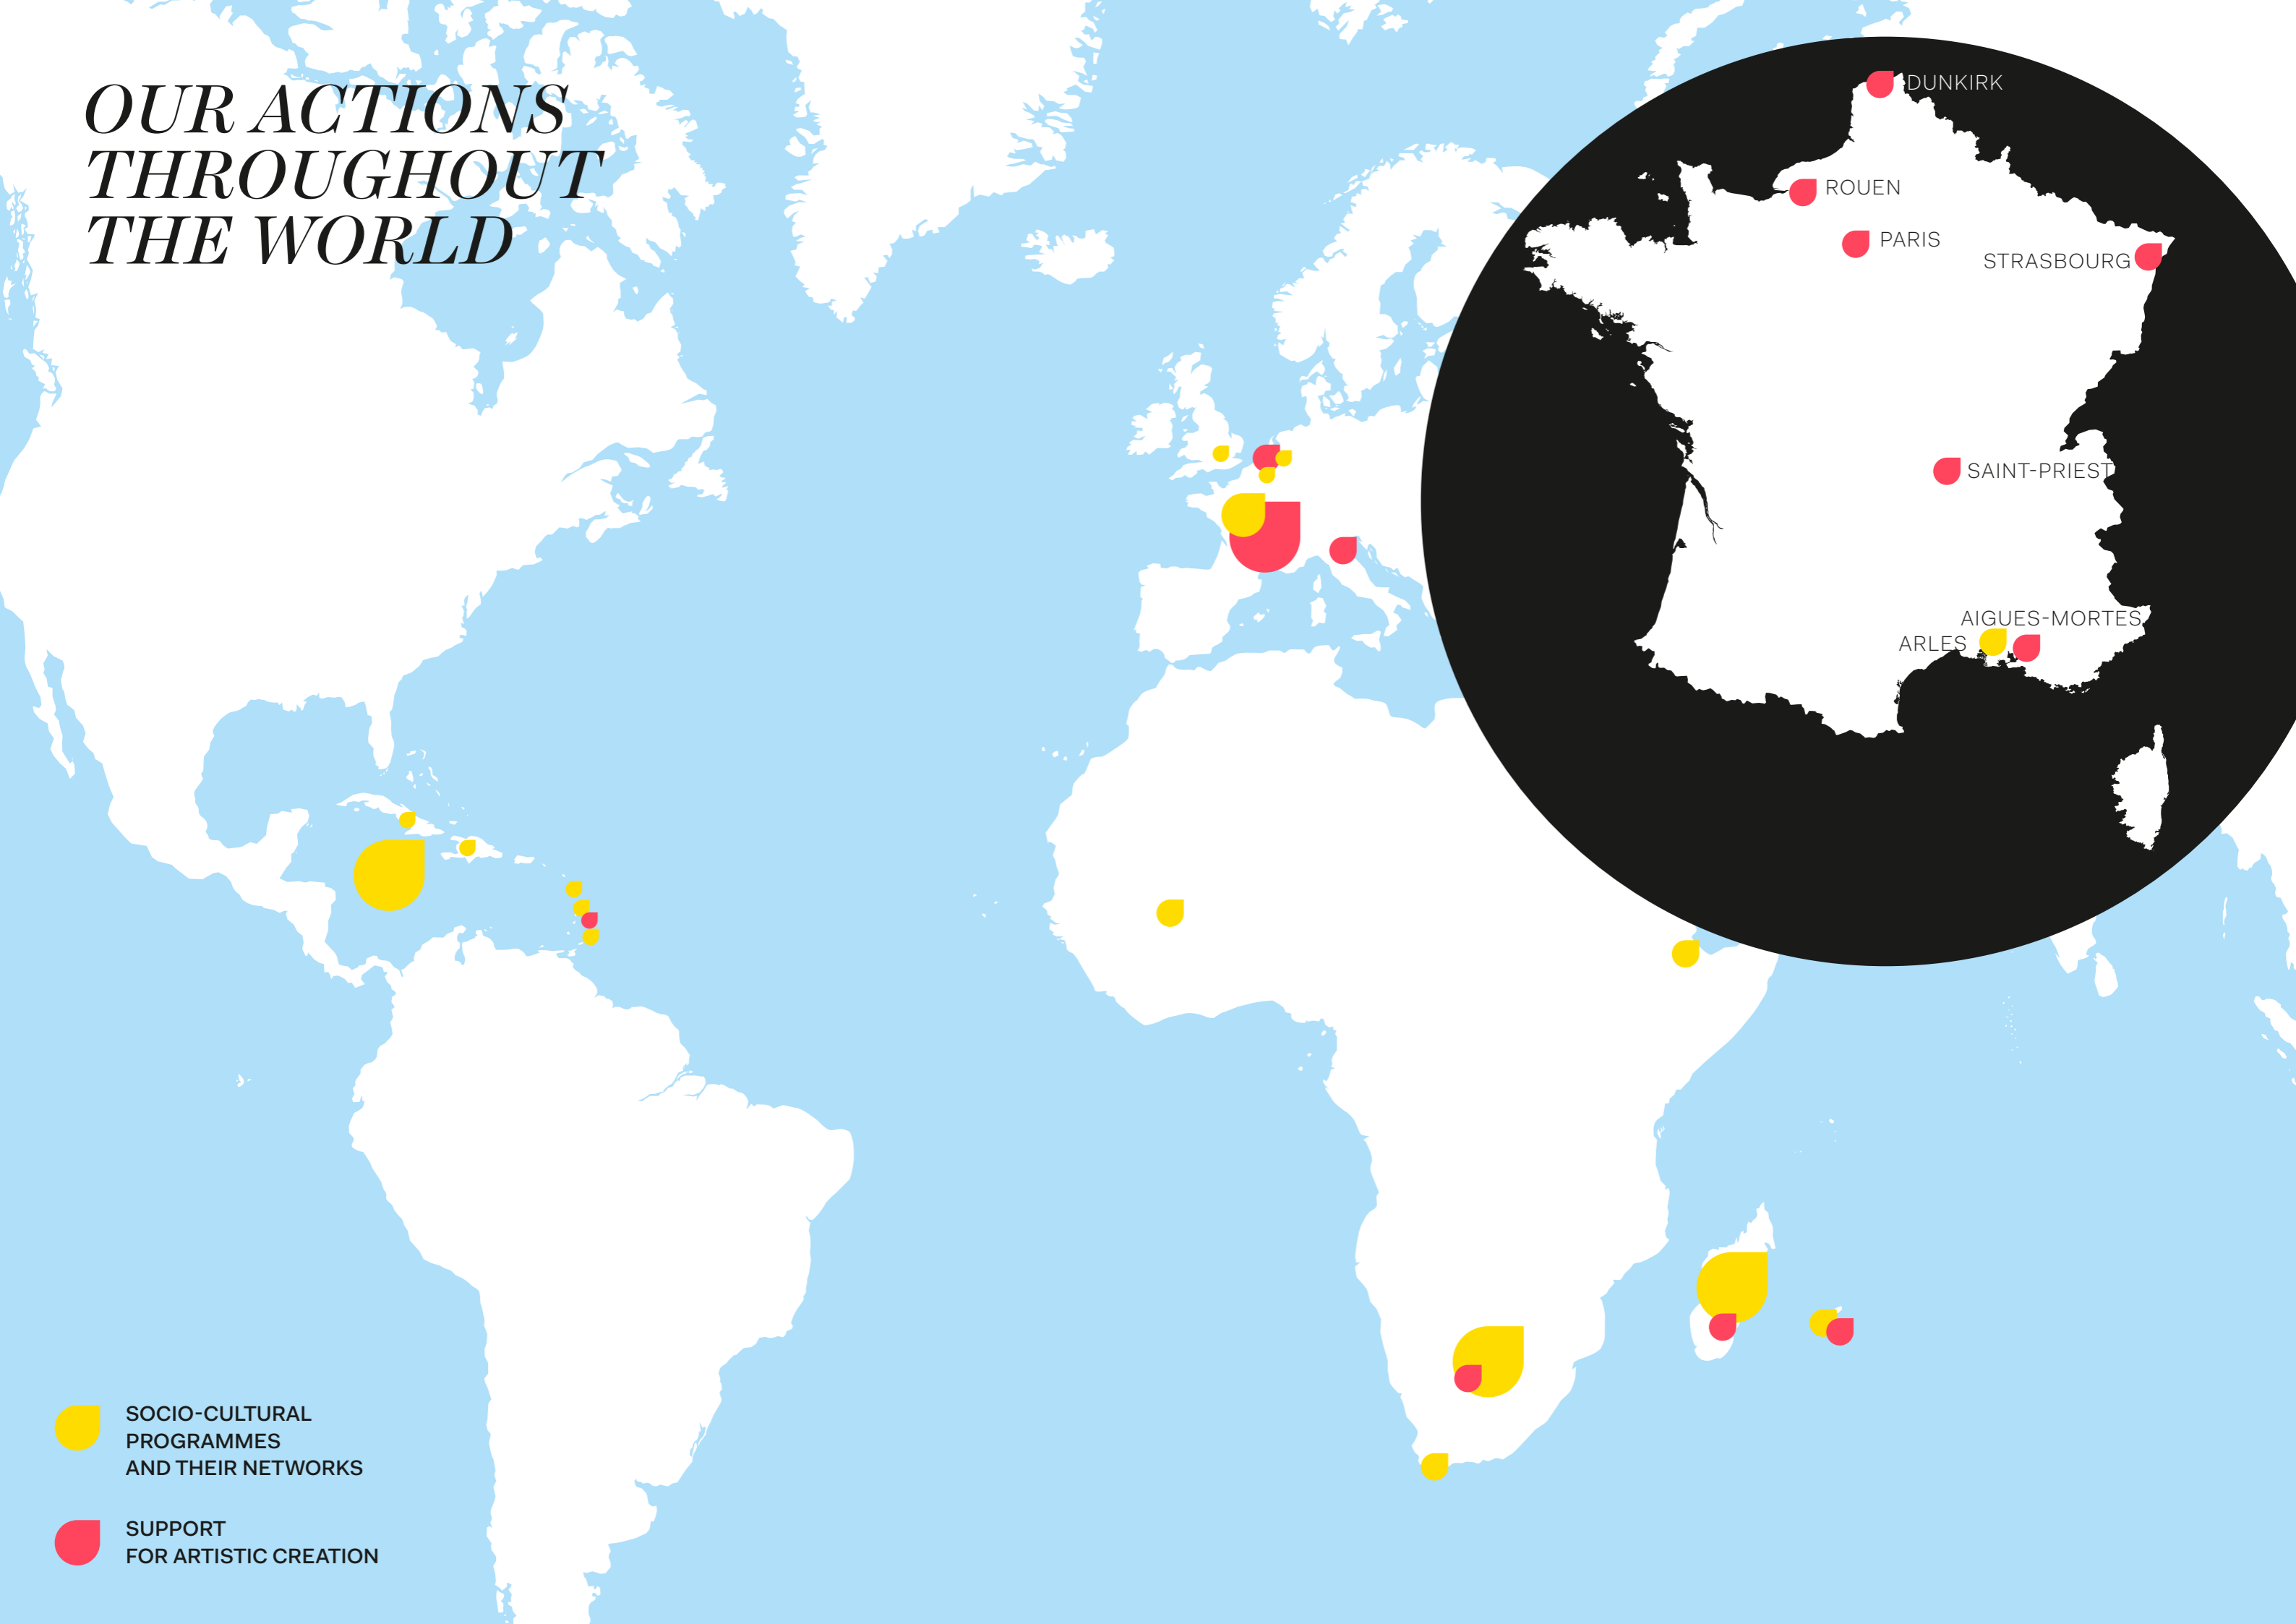 OUR ACTIONS
THROUGHOUT
THE WORLD
DUNKIRK
ROUEN
PARIS
STRASBOURG
SAINT-PRIEST
AIGUES-MORTES
ARLES
SOCIO-CULTURAL
PROGRAMMES
AND THEIR NETWORKS
SUPPORT
FOR ARTISTIC CREATION